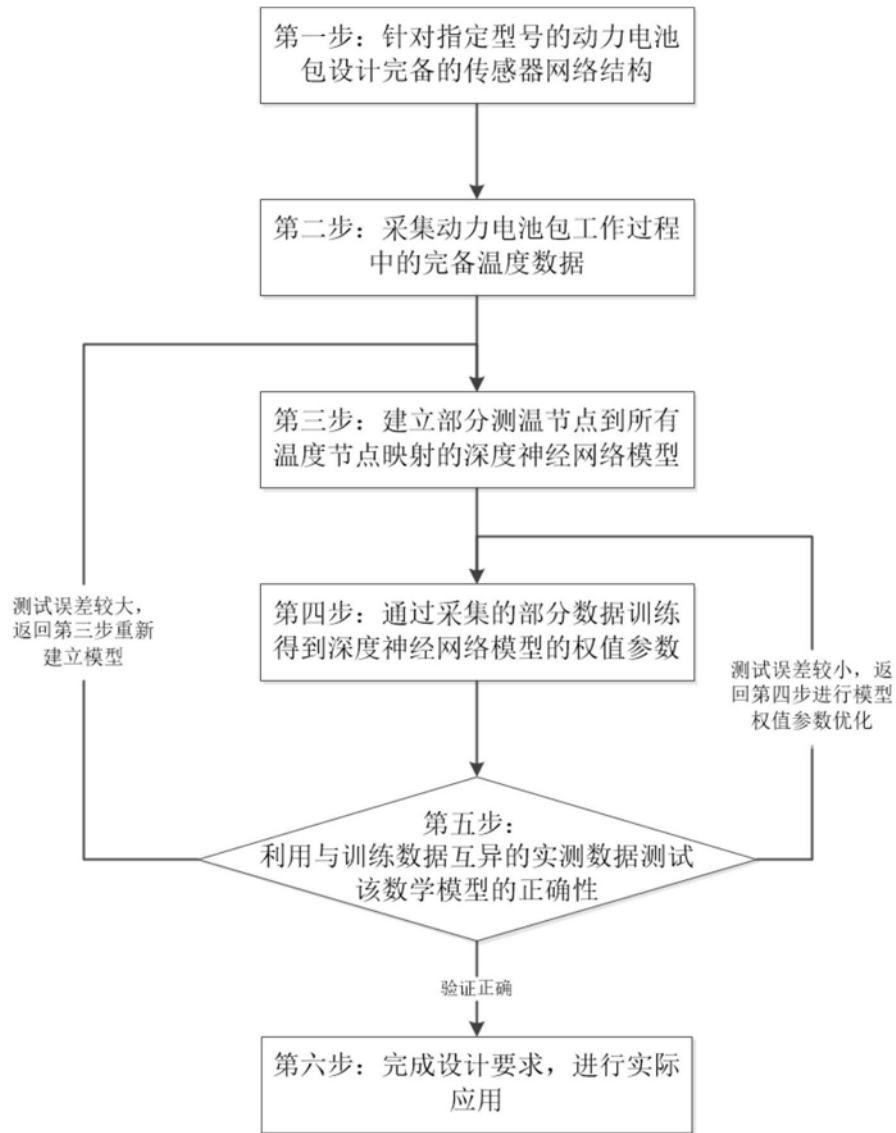 第一步：针对指定型号的动力电池
包设计完备的传感器网络结构
第二步：采集动力电池包工作过程
中的完备温度数据
第三步：建立部分测温节点到所有
温度节点映射的深度神经网络模型
测试误差较大，
返回第三步重新
建立模型
第四步：通过采集的部分数据训练
得到深度神经网络模型的权值参数
测试误差较小，返
回第四步进行模型
权值参数优化
第五步：
利用与训练数据互异的实测数据测试
该数学模型的正确性
验证正确
第六步：完成设计要求，进行实际
应用